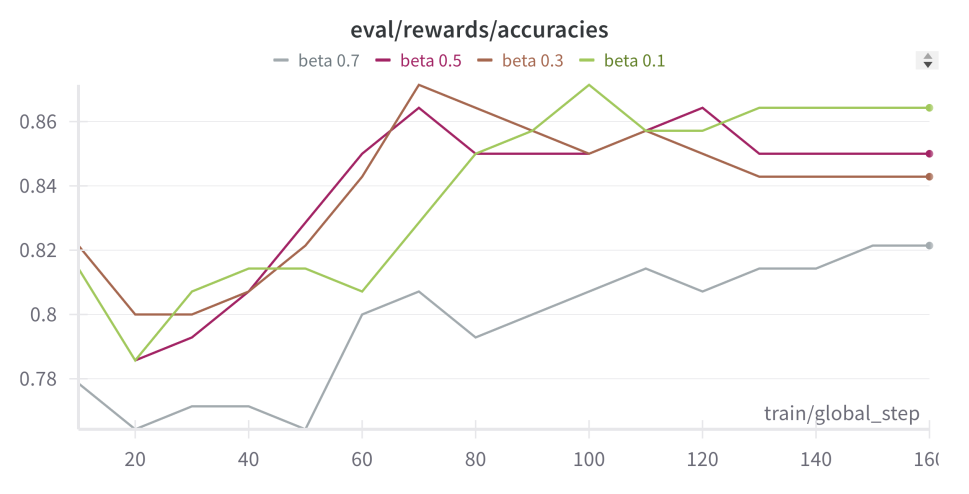 eval/rewards/accuracies
beta 0.7 beta 0.5 beta 0.3 beta 0.1
0.86
0.84
0.82
0.8
0.78
train/global_step
20 40 60 80 100 120 140 160